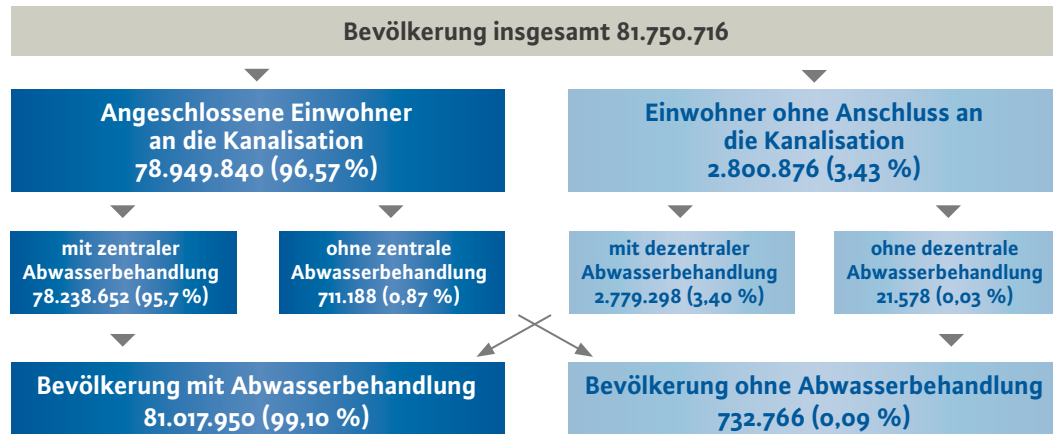 Bevölkerung insgesamt 81.750.716
Angeschlossene Einwohner
an die Kanalisation
78.949.840 (96,57 %)
Einwohner ohne Anschluss an
die Kanalisation
2.800.876 (3,43 %)
mit zentraler
Abwasserbehandlung
78.238.652 (95,7 %)
ohne zentrale
Abwasserbehandlung
711.188 (0,87 %)
mit dezentraler
Abwasserbehandlung
2.779.298 (3,40 %)
ohne dezentrale
Abwasserbehandlung
21.578 (0,03 %)
Bevölkerung mit Abwasserbehandlung
81.017.950 (99,10 %)
Bevölkerung ohne Abwasserbehandlung
732.766 (0,09 %)